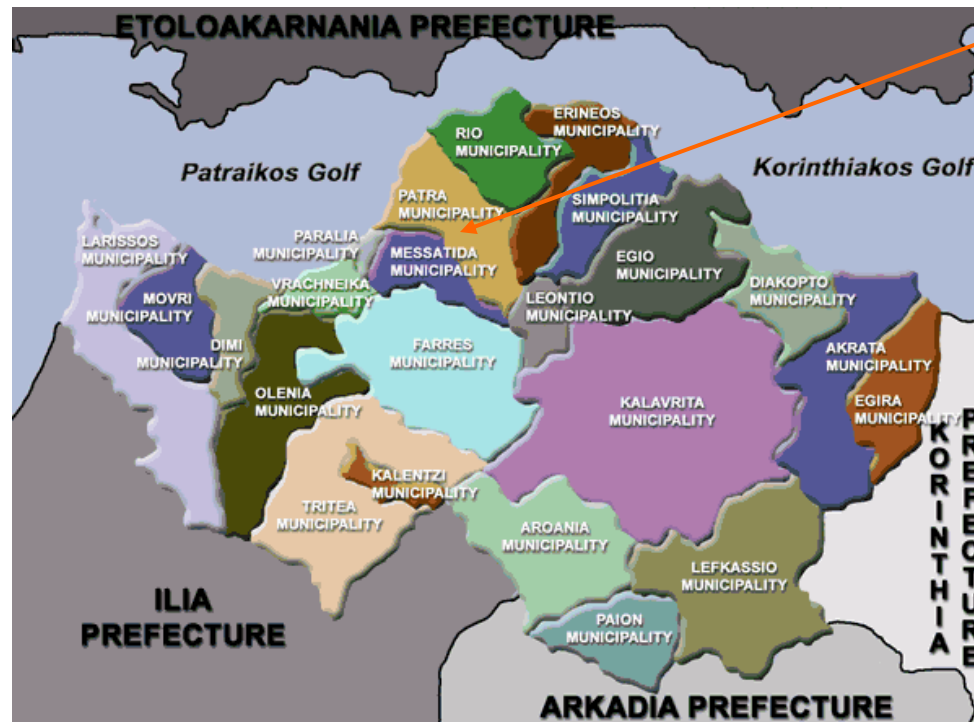 ETOLOAKARNANIA PREFECTURE
ERINEOS
MUNICIPALITY
RIO
MUNICIPALITY
Patraikos Golf
Korinthiakos Golf
PATRA
MUNICIPALITY
SIMPOLITIA
MUNICIPALITY
LARISSOS
MUNICIPALITY
PARALIA
MUNICIPALITY
MESSATIDA
MUNICIPALITY
EGIO
MUNICIPALITY
MOVRI
MUNICIPALITY
VRACHNEIKA
MUNICIPALITY
LEONTIO
MUNICIPALITY
DIAKOPTO
MUNICIPALITY
DIMI
MUNICIPALITY
FARRES
MUNICIPALITY
AKRATA
MUNICIPALITY
OLENIA
MUNICIPALITY
KALAVRITA
MUNICIPALITY
EGIRA
MUNICIPALITY
KALENTZI
MUNICIPALITY
TRITEA
MUNICIPALITY
AROANIA
MUNICIPALITY
LEFKASSIO
MUNICIPALITY
PAION
MUNICIPALITY
KORINTHIA
PREFECTURE
ILIA
PREFECTURE
ARKADIA PREFECTURE